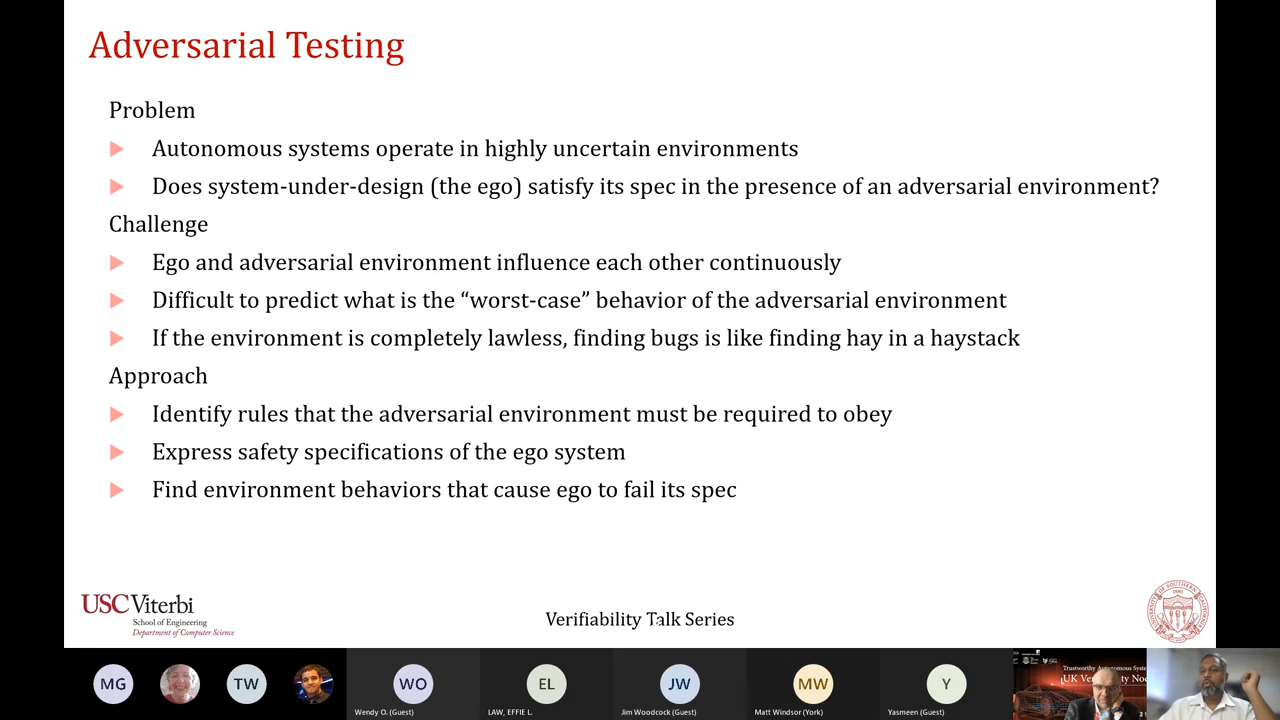 Adversarial Testing
Problem
Autonomous systems operate in highly uncertain environments
Does system-under-design (the ego) satisfy its spec in the presence of an adversarial environment?
Challenge
Ego and adversarial environment influence each other continuously
Difficult to predict what is the “worst-case” behavior of the adversarial environment
If the environment is completely lawless, finding bugs is like finding hay in a haystack
Approach
Identify rules that the adversarial environment must be required to obey
Express safety specifications of the ego system
Find environment behaviors that cause ego to fail its spec
USC Viterbi
School of Engineering
Department of Computer Science
Verifiability Talk Series
MG
TW
WO
EL
JW
MW
Y
Wendy O. (Guest)
LAW, EFFIE L.
Jim Woodcock (Guest)
Matt Windsor (York)
Yasmeen (Guest)
Trustworthy Autonomous Syste
UK Ver